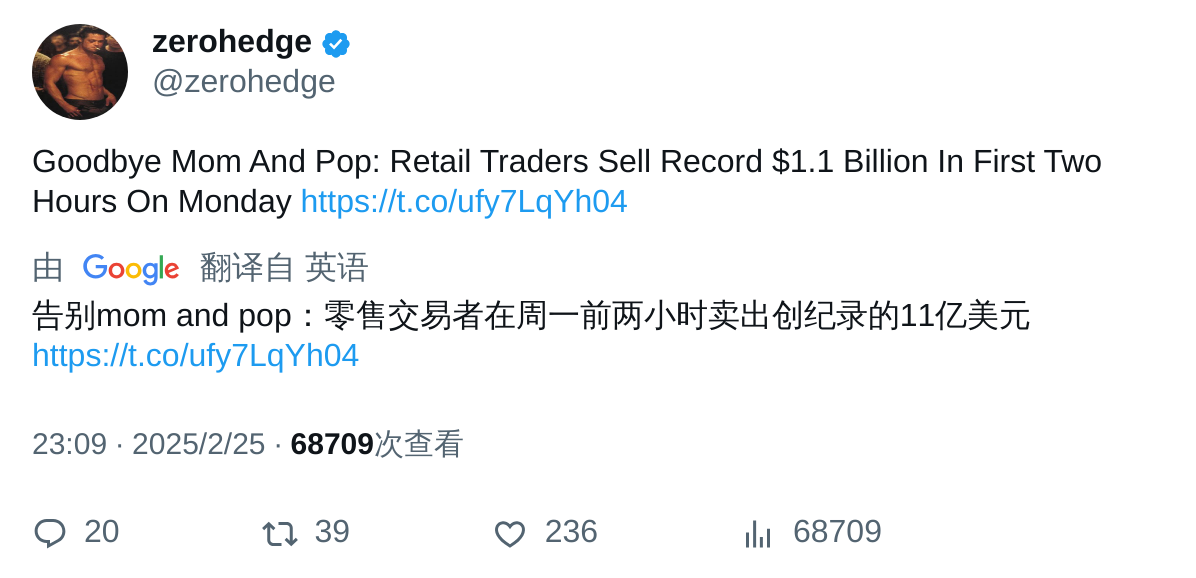 zerohedge
@zerohedge
Goodbye Mom And Pop: Retail Traders Sell Record $1.1 Billion In First Two
Hours On Monday https://t.co/ufy7LqYh04
由 Google 翻译自 英语
告别mom and pop：零售交易者在周一前两小时卖出创纪录的11亿美元
https://t.co/ufy7LqYh04
23:09 · 2025/2/25 · 68709次查看
20 39 236 68709